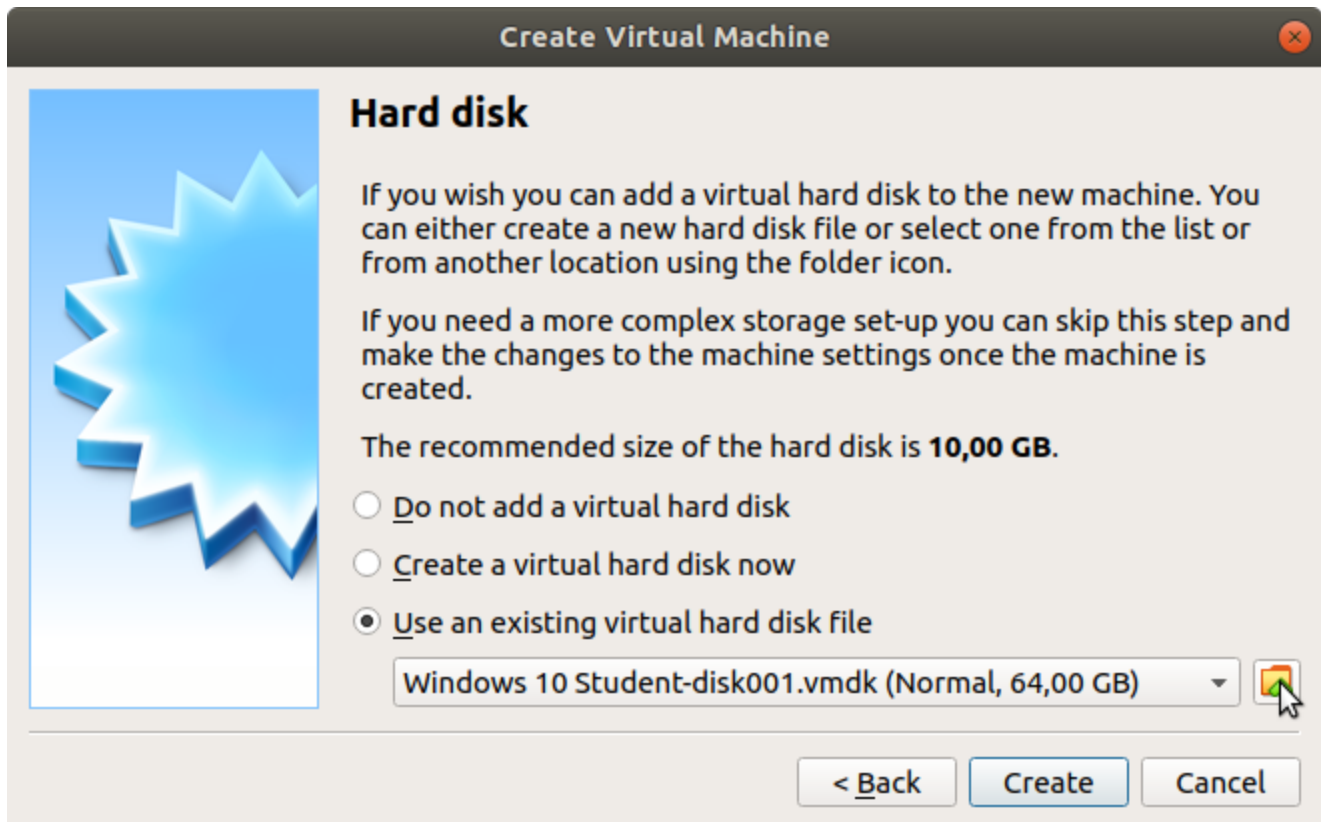 Create Virtual Machine
Hard disk
If you wish you can add a virtual hard disk to the new machine. You
can either create a new hard disk file or select one from the list or
from another location using the folder icon.
If you need a more complex storage set-up you can skip this step and
make the changes to the machine settings once the machine is
created.
The recommended size of the hard disk is 10,00 GB.
Do not add a virtual hard disk
Create a virtual hard disk now
Use an existing virtual hard disk file
Windows 10 Student-disk001.vmdk (Normal, 64,00 GB)
< Back Create Cancel